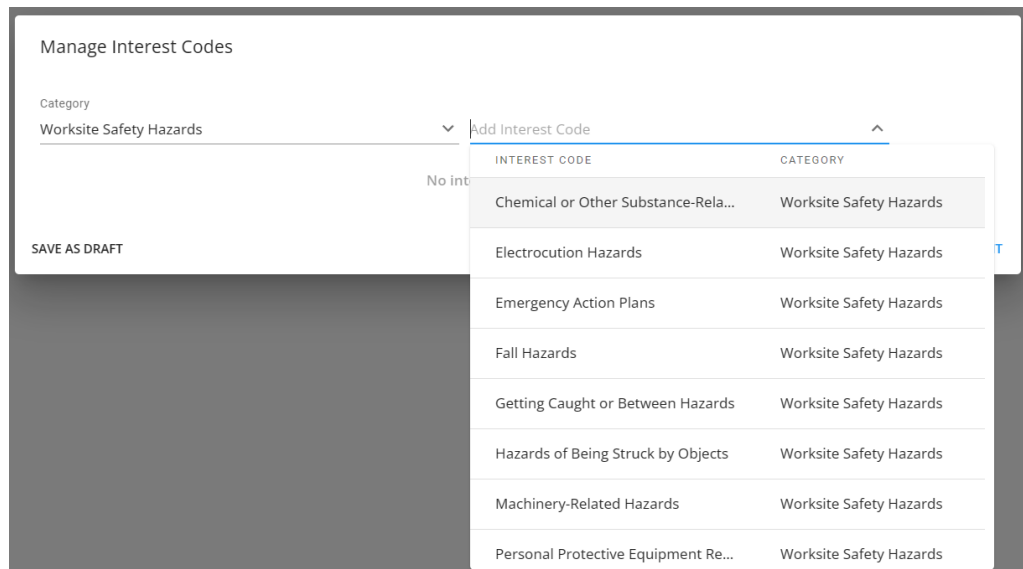 Manage Interest Codes
Category
Worksite Safety Hazards
Add Interest Code
No int
INTEREST CODE CATEGORY
Chemical or Other Substance-Rela... Worksite Safety Hazards
Electrocution Hazards Worksite Safety Hazards
Emergency Action Plans Worksite Safety Hazards
Fall Hazards Worksite Safety Hazards
Getting Caught or Between Hazards Worksite Safety Hazards
Hazards of Being Struck by Objects Worksite Safety Hazards
Machinery-Related Hazards Worksite Safety Hazards
Personal Protective Equipment Re... Worksite Safety Hazards
SAVE AS DRAFT